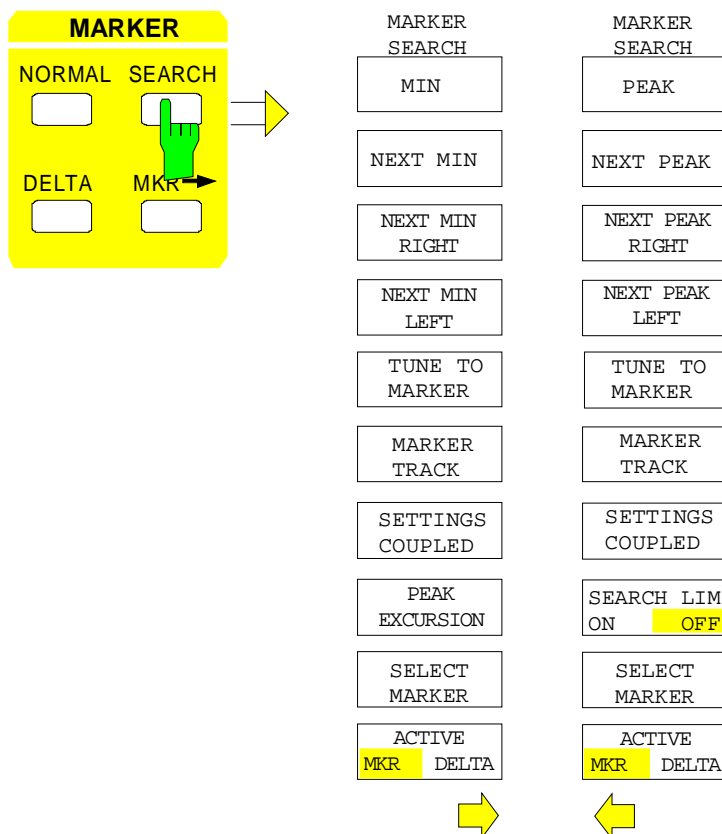 MARKER
NORMAL SEARCH
DELTA MKR
MARKER
SEARCH
MIN
NEXT MIN
NEXT MIN
RIGHT
NEXT MIN
LEFT
TUNE TO
MARKER
MARKER
TRACK
SETTINGS
COUPLED
PEAK
EXCURSION
SELECT
MARKER
ACTIVE
MKR DELTA
MARKER
SEARCH
PEAK
NEXT PEAK
NEXT PEAK
RIGHT
NEXT PEAK
LEFT
TUNE TO
MARKER
MARKER
TRACK
SETTINGS
COUPLED
SEARCH LIM
ON OFF
SELECT
MARKER
ACTIVE
MKR DELTA